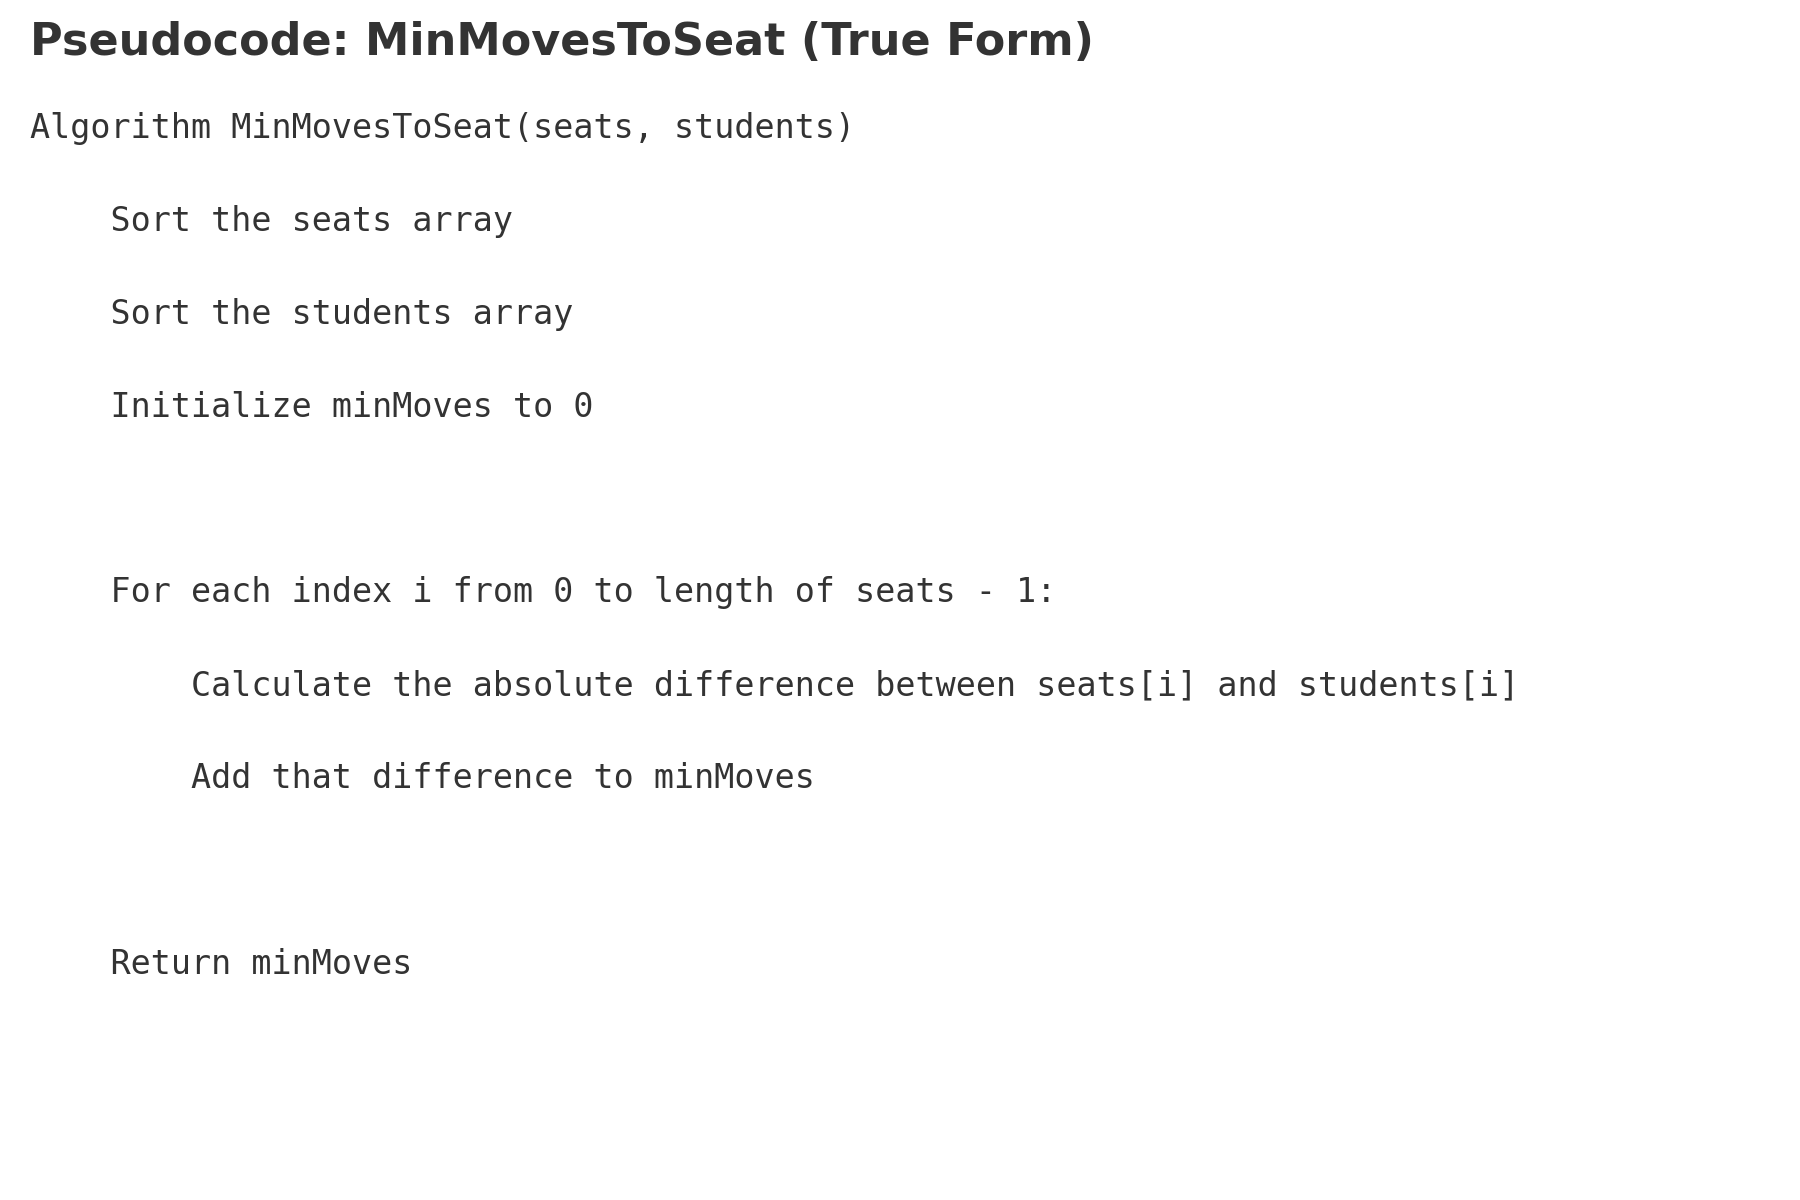 Pseudocode: MinMovesToSeat (True Form)
Algorithm MinMovesToSeat(seats, students)
    Sort the seats array
    Sort the students array
    Initialize minMoves to 0
    For each index i from 0 to length of seats - 1:
        Calculate the absolute difference between seats[i] and students[i]
        Add that difference to minMoves
    Return minMoves